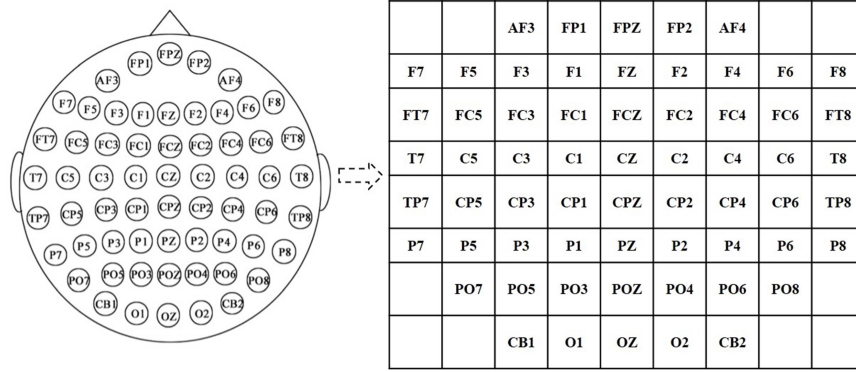 FPZ
FP1 FP2
AF3 AF4
F7 F5 F3 F1 FZ F2 F4 F6 F8
FT7 FC5 FC3 FC1 FCZ FC2 FC4 FC6 FT8
T7 C5 C3 C1 CZ C2 C4 C6 T8
TP7 CP5 CP3 CP1 CPZ CP2 CP4 CP6 TP8
P7 P5 P3 P1 PZ P2 P4 P6 P8
PO7 PO5 PO3 POZ PO4 PO6 PO8
CB1 O1 OZ O2 CB2
AF3 FP1 FPZ FP2 AF4
F7 F5 F3 F1 FZ F2 F4 F6 F8
FT7 FC5 FC3 FC1 FCZ FC2 FC4 FC6 FT8
T7 C5 C3 C1 CZ C2 C4 C6 T8
TP7 CP5 CP3 CP1 CPZ CP2 CP4 CP6 TP8
P7 P5 P3 P1 PZ P2 P4 P6 P8
PO7 PO5 PO3 POZ PO4 PO6 PO8
CB1 O1 OZ O2 CB2